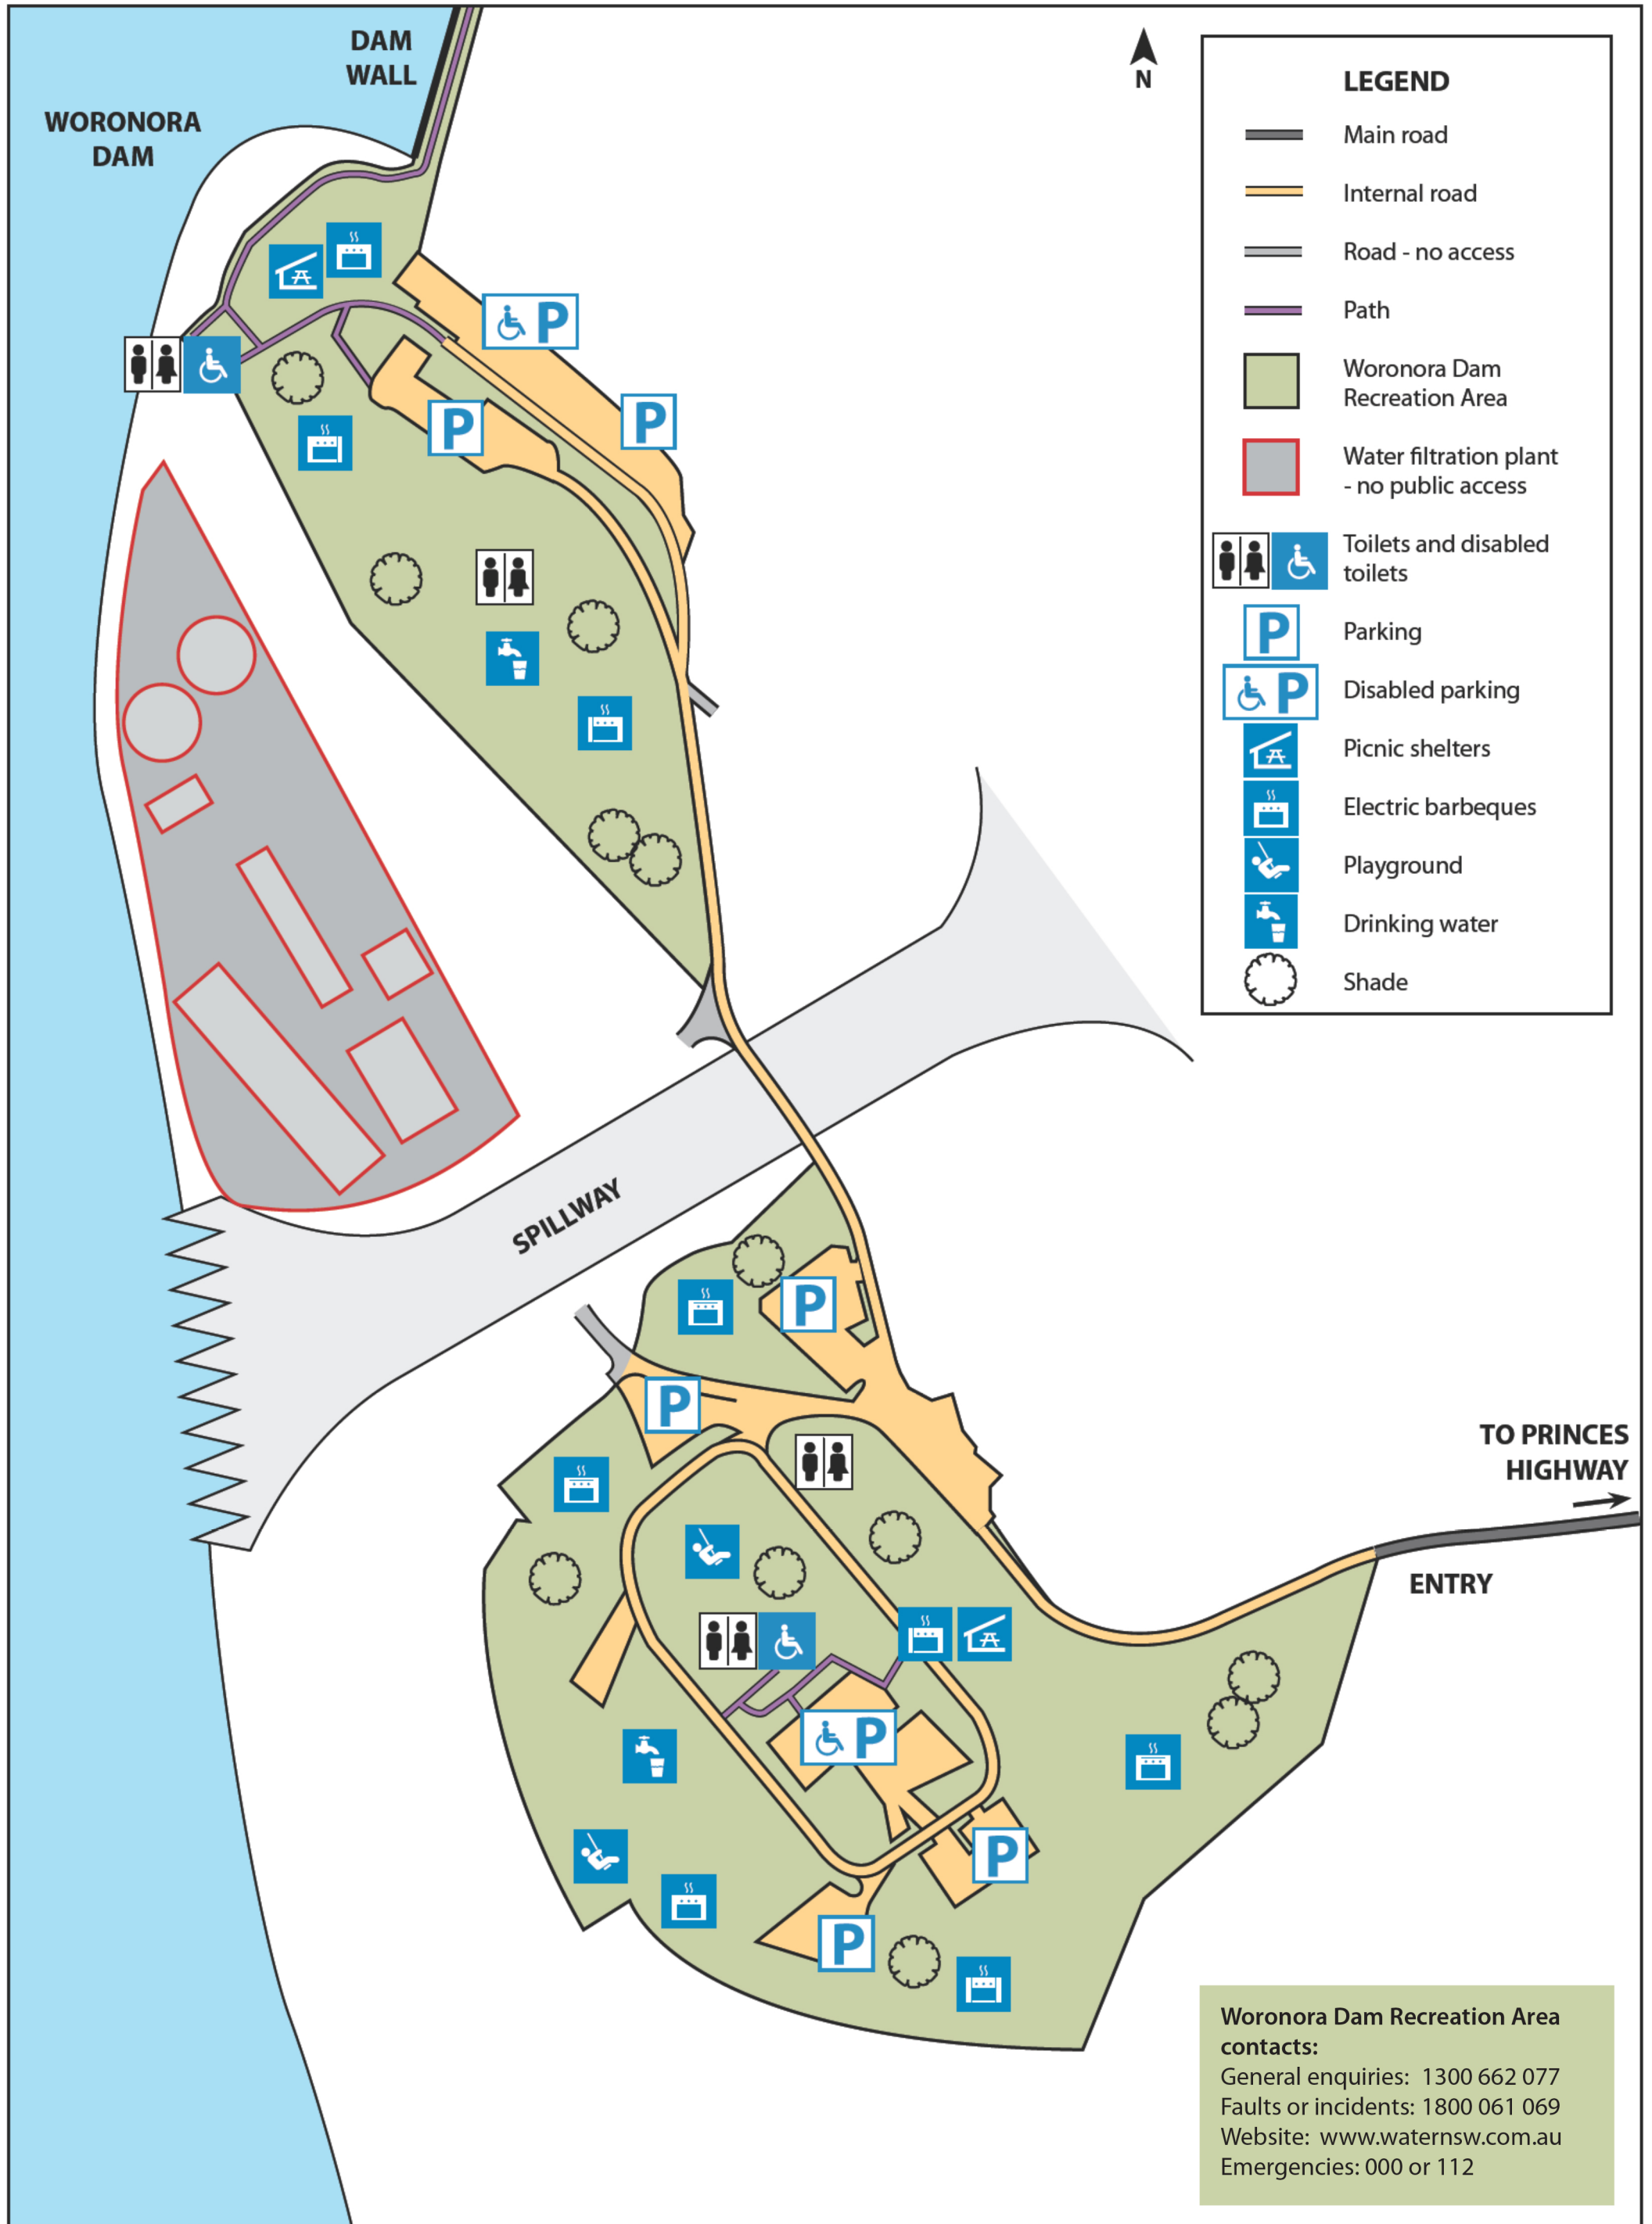 DAM
WALL
WORONORA
DAM
N
LEGEND
Main road
Internal road
Road - no access
Path
Woronora Dam
Recreation Area
Water filtration plant
- no public access
Toilets and disabled
toilets
P
Parking
P
Disabled parking
Picnic shelters
Electric barbeques
Playground
Drinking water
Shade
P
P
P
SPILLWAY
P
P
TO PRINCES
HIGHWAY
ENTRY
P
P
P
Woronora Dam Recreation Area
contacts:
General enquiries: 1300 662 077
Faults or incidents: 1800 061 069
Website: www.waternsw.com.au
Emergencies: 000 or 112